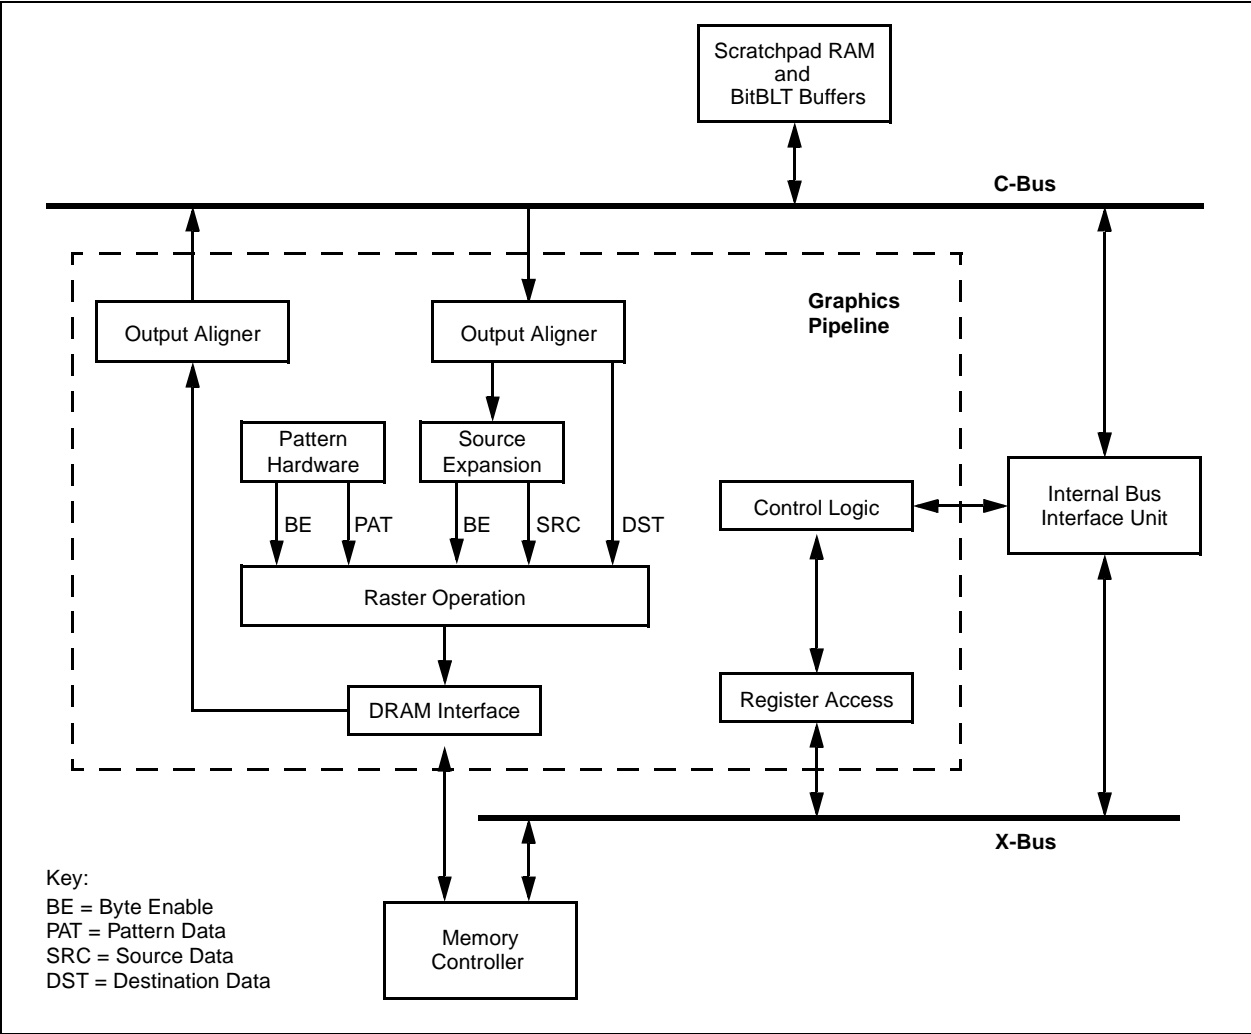 Scratchpad RAM
and
BitBLT Buffers
C-Bus
Graphics
Pipeline
Output Aligner
Output Aligner
Pattern
Hardware
Source
Expansion
Control Logic
Internal Bus
Interface Unit
BE
PAT
BE
SRC
DST
Raster Operation
Register Access
DRAM Interface
X-Bus
Key:
BE = Byte Enable
PAT = Pattern Data
SRC = Source Data
DST = Destination Data
Memory
Controller